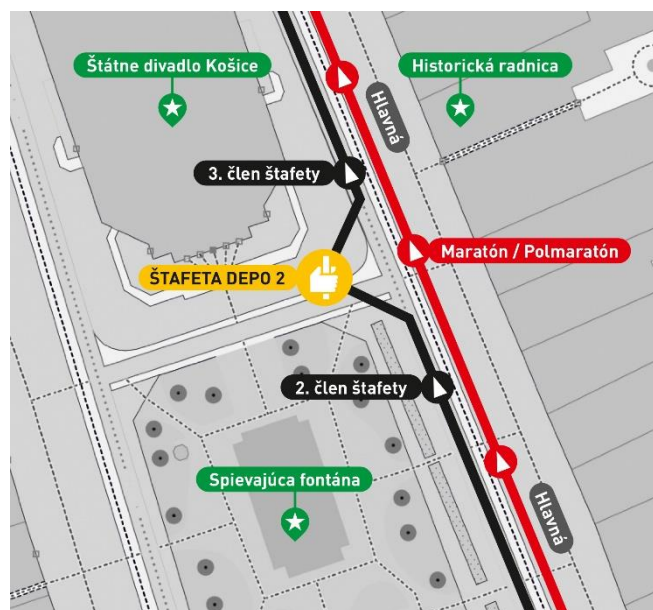 Štátne divadlo Košice
Historická radnica
Hlavná
3. člen štafety
Maratón / Polmaratón
ŠTAFETA DEPO 2
2. člen štafety
Spievajúca fontána
Hlavná